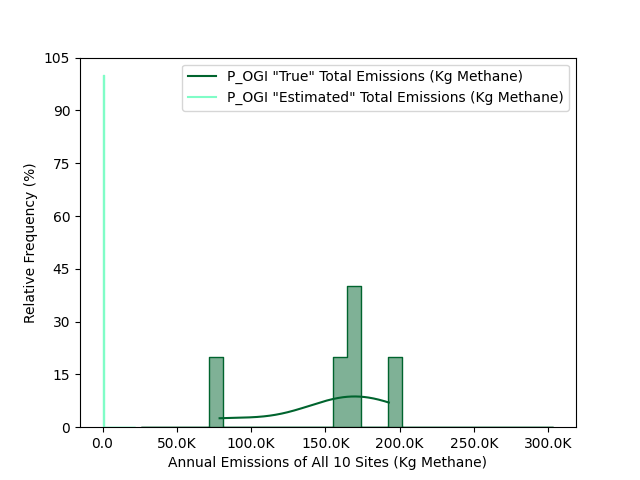 P_OGI "True" Total Emissions (Kg Methane)
P_OGI "Estimated" Total Emissions (Kg Methane)
Relative Frequency (%)
105
90
75
60
45
30
15
0
0.0 50.0K 100.0K 150.0K 200.0K 250.0K 300.0K
Annual Emissions of All 10 Sites (Kg Methane)